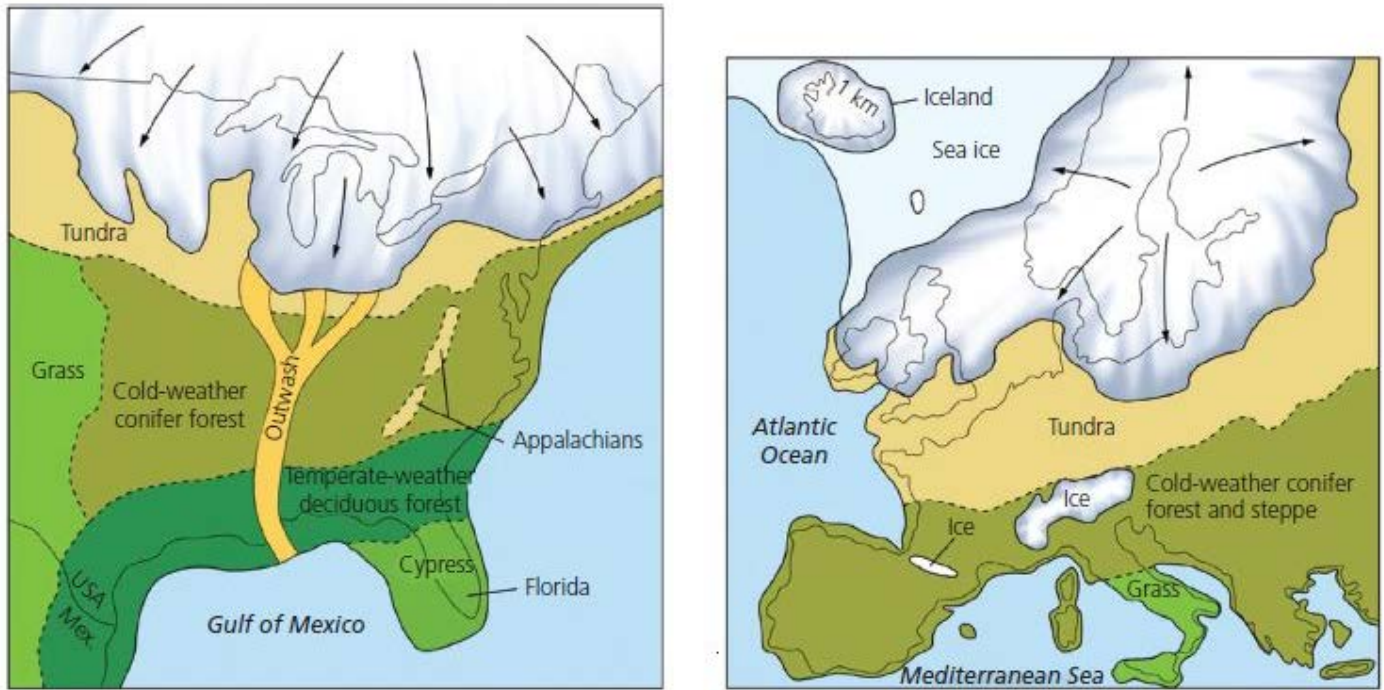 Tundra
Grass
Cold-weather
conifer forest
Outwash
Appalachians
Temperate-weather
deciduous forest
Cypress
Florida
USA
Mex.
Gulf of Mexico
1 km
Iceland
Sea ice
Atlantic
Ocean
Tundra
Ice
Cold-weather conifer
forest and steppe
Ice
Grass
Mediterranean Sea